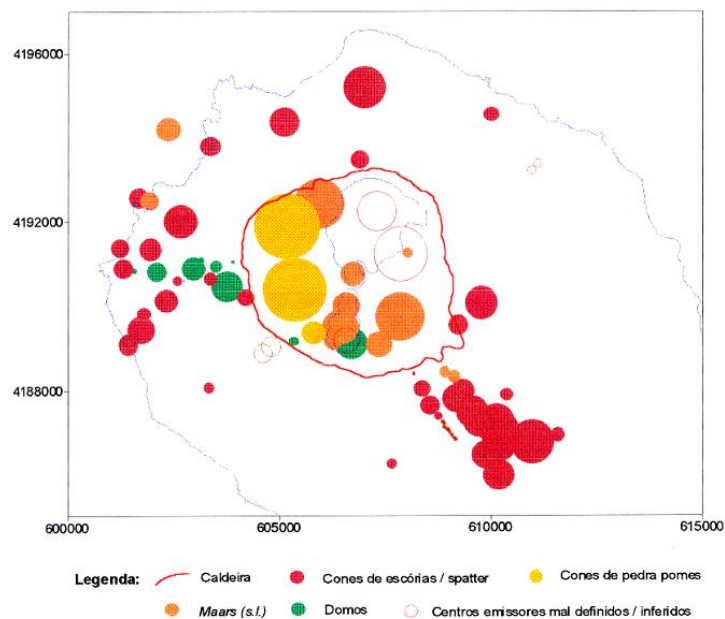 4196000
4192000
4188000
600000 605000 610000 615000
Legenda: Caldeira Cones de escórias / spatter Cones de pedra pomes
Maars (s.l.) Domos Centros emissores mal definidos / inferidos